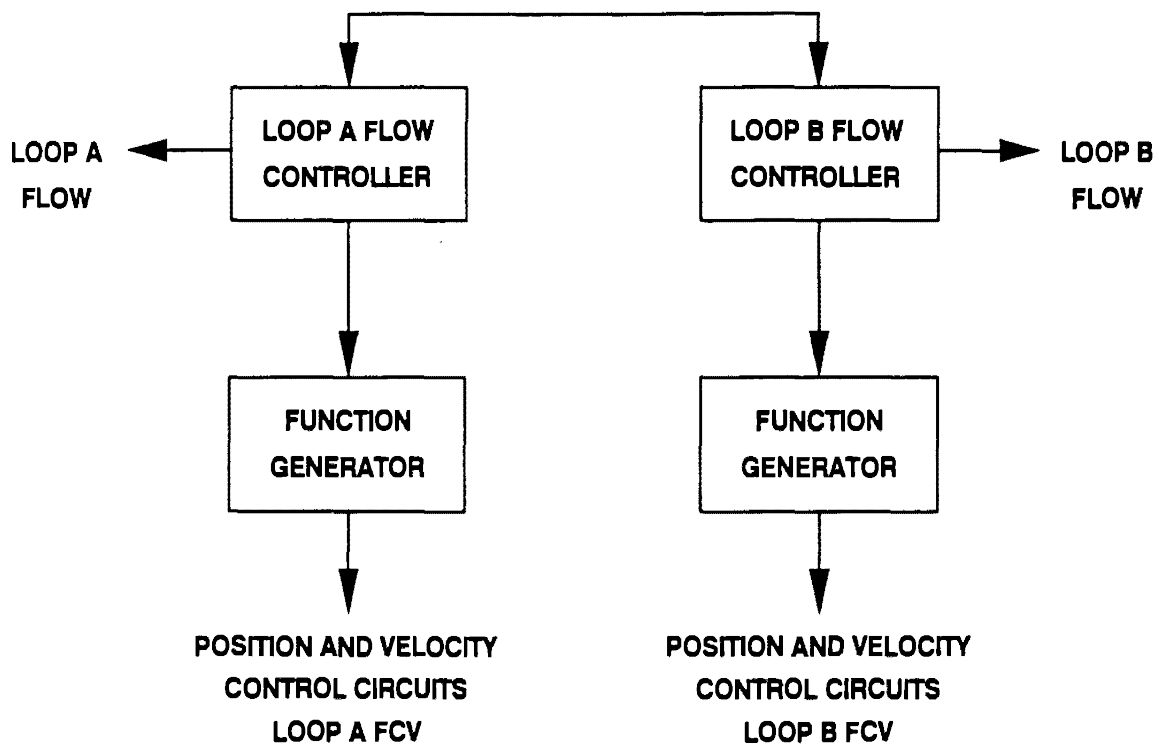 LOOP A FLOW
CONTROLLER
LOOP B FLOW
CONTROLLER
LOOP A
FLOW
LOOP B
FLOW
FUNCTION
GENERATOR
FUNCTION
GENERATOR
POSITION AND VELOCITY
CONTROL CIRCUITS
LOOP A FCV
POSITION AND VELOCITY
CONTROL CIRCUITS
LOOP B FCV